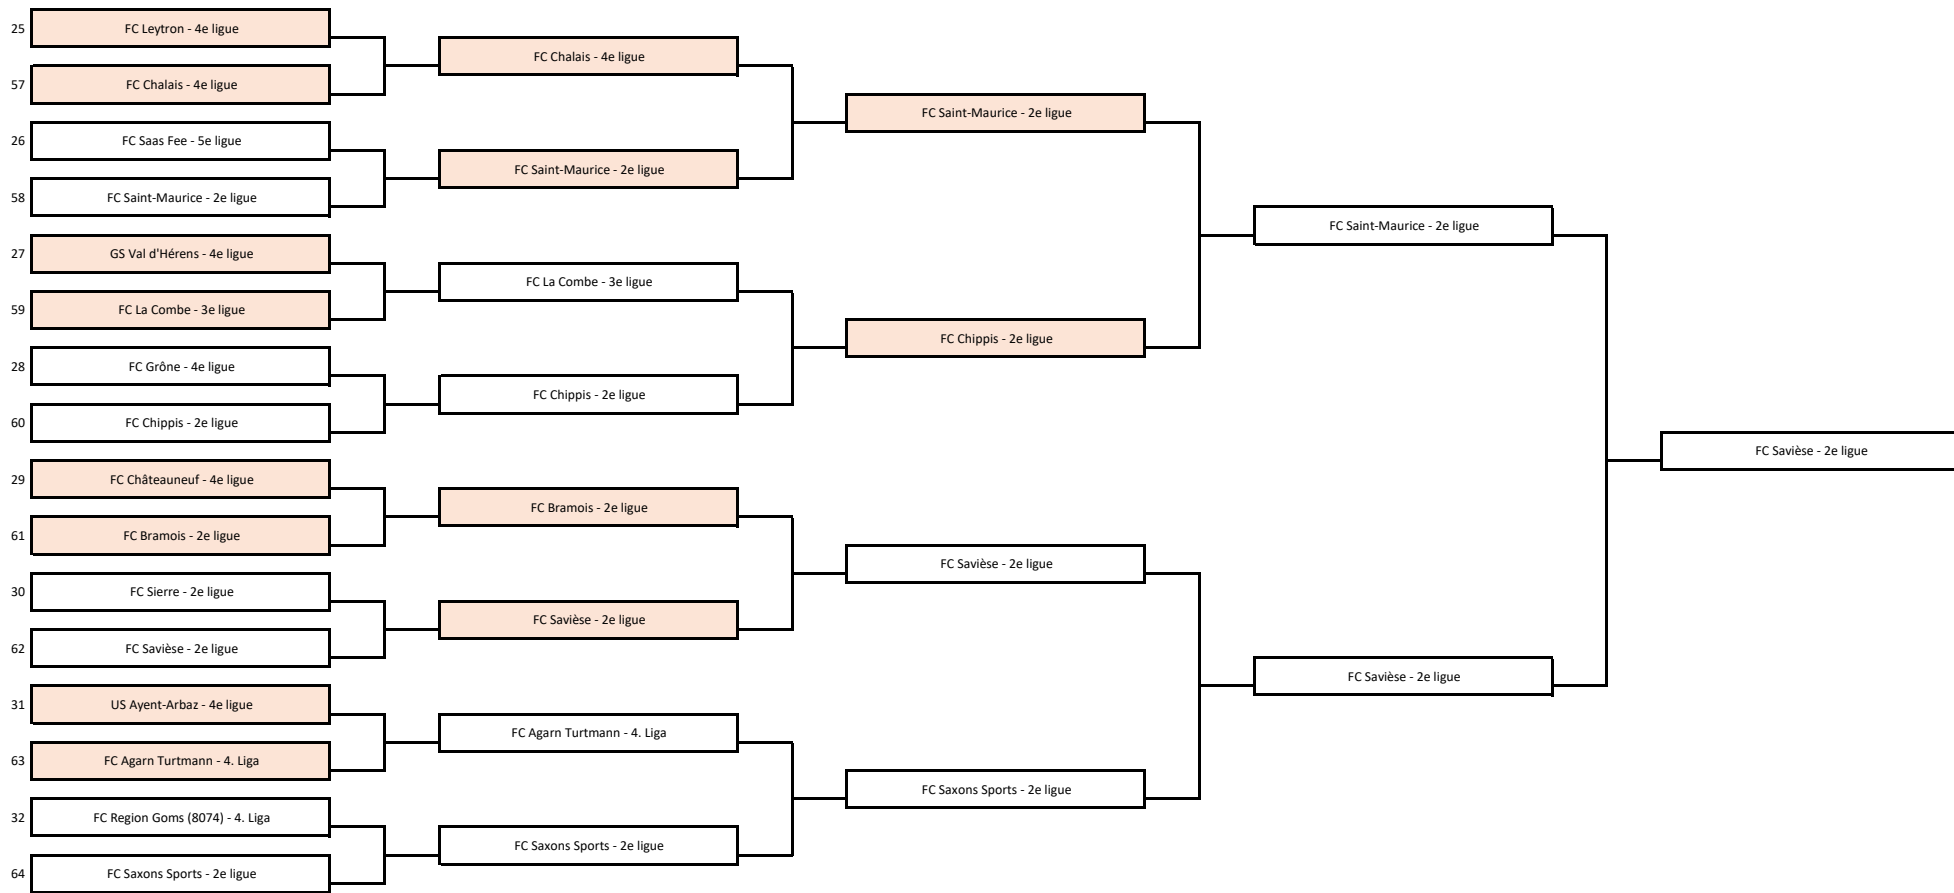 25 FC Leytron - 4e ligue
57 FC Chalais - 4e ligue
26 FC Saas Fee - 5e ligue
58 FC Saint-Maurice - 2e ligue
27 GS Val d'Hérens - 4e ligue
59 FC La Combe - 3e ligue
28 FC Grône - 4e ligue
60 FC Chippis - 2e ligue
29 FC Châteauneuf - 4e ligue
61 FC Bramois - 2e ligue
30 FC Sierre - 2e ligue
62 FC Savièse - 2e ligue
31 US Ayent-Arbaz - 4e ligue
63 FC Agarn Turtmann - 4. Liga
32 FC Region Goms (8074) - 4. Liga
64 FC Saxons Sports - 2e ligue
FC Chalais - 4e ligue
FC Saint-Maurice - 2e ligue
FC La Combe - 3e ligue
FC Chippis - 2e ligue
FC Bramois - 2e ligue
FC Savièse - 2e ligue
FC Agarn Turtmann - 4. Liga
FC Saxons Sports - 2e ligue
FC Saint-Maurice - 2e ligue
FC Chippis - 2e ligue
FC Savièse - 2e ligue
FC Saxons Sports - 2e ligue
FC Saint-Maurice - 2e ligue
FC Savièse - 2e ligue
FC Savièse - 2e ligue